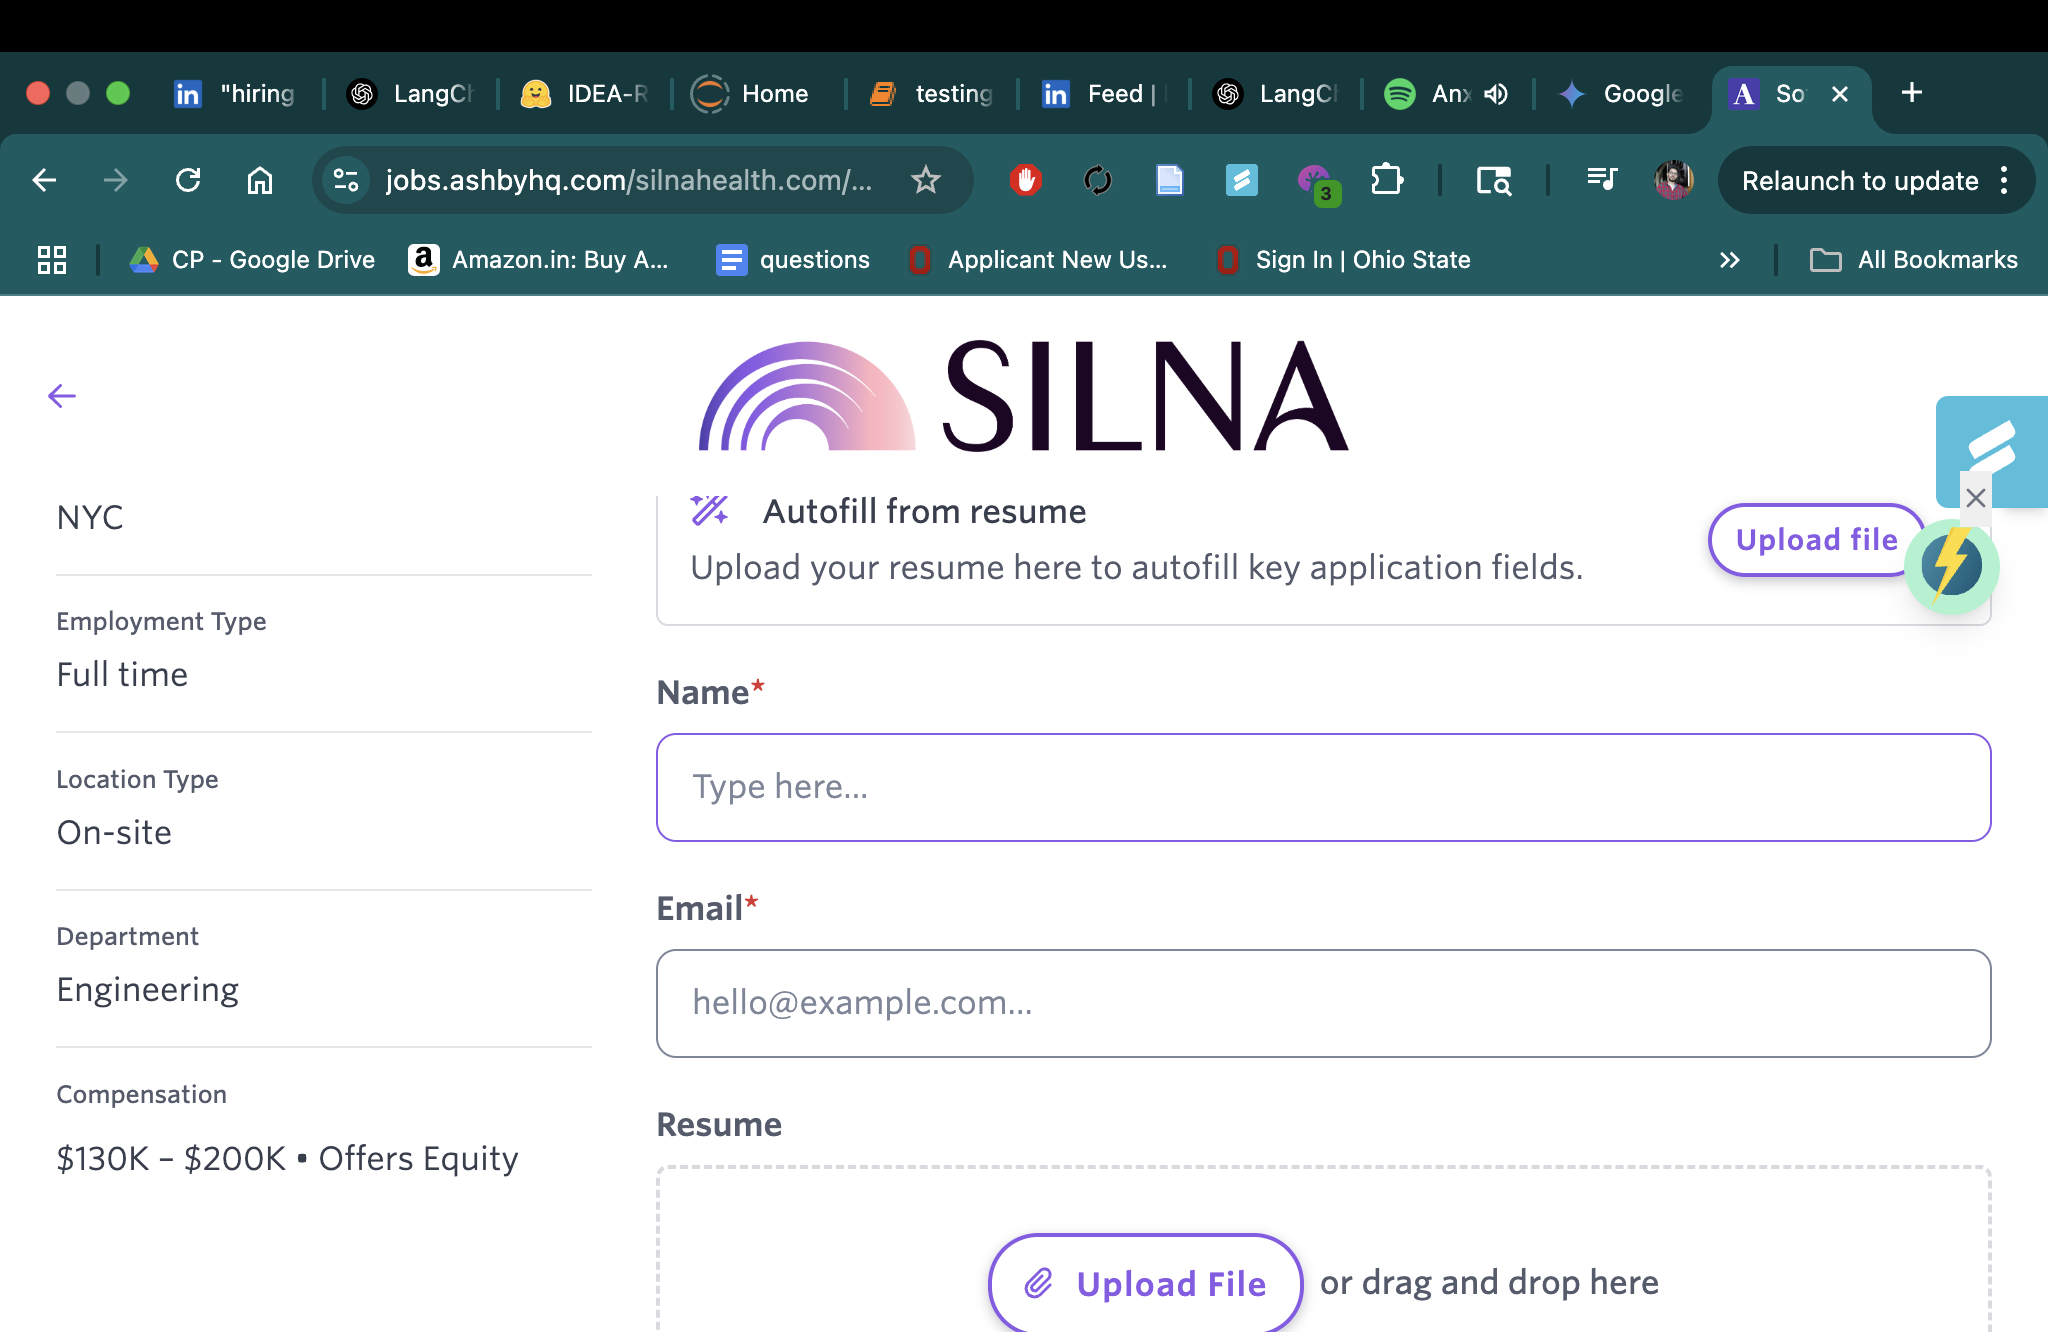 "hiring
LangCh
IDEA-R
Home
testing
Feed |
LangCh
Anx
Google
So
jobs.ashbyhq.com/silnahealth.com/...
3
Relaunch to update
CP - Google Drive
Amazon.in: Buy A...
questions
Applicant New Us...
Sign In | Ohio State
All Bookmarks
SILNA
NYC
Employment Type
Full time
Location Type
On-site
Department
Engineering
Compensation
$130K – $200K • Offers Equity
Autofill from resume
Upload your resume here to autofill key application fields.
Upload file
Name*
Type here...
Email*
hello@example.com...
Resume
Upload File or drag and drop here